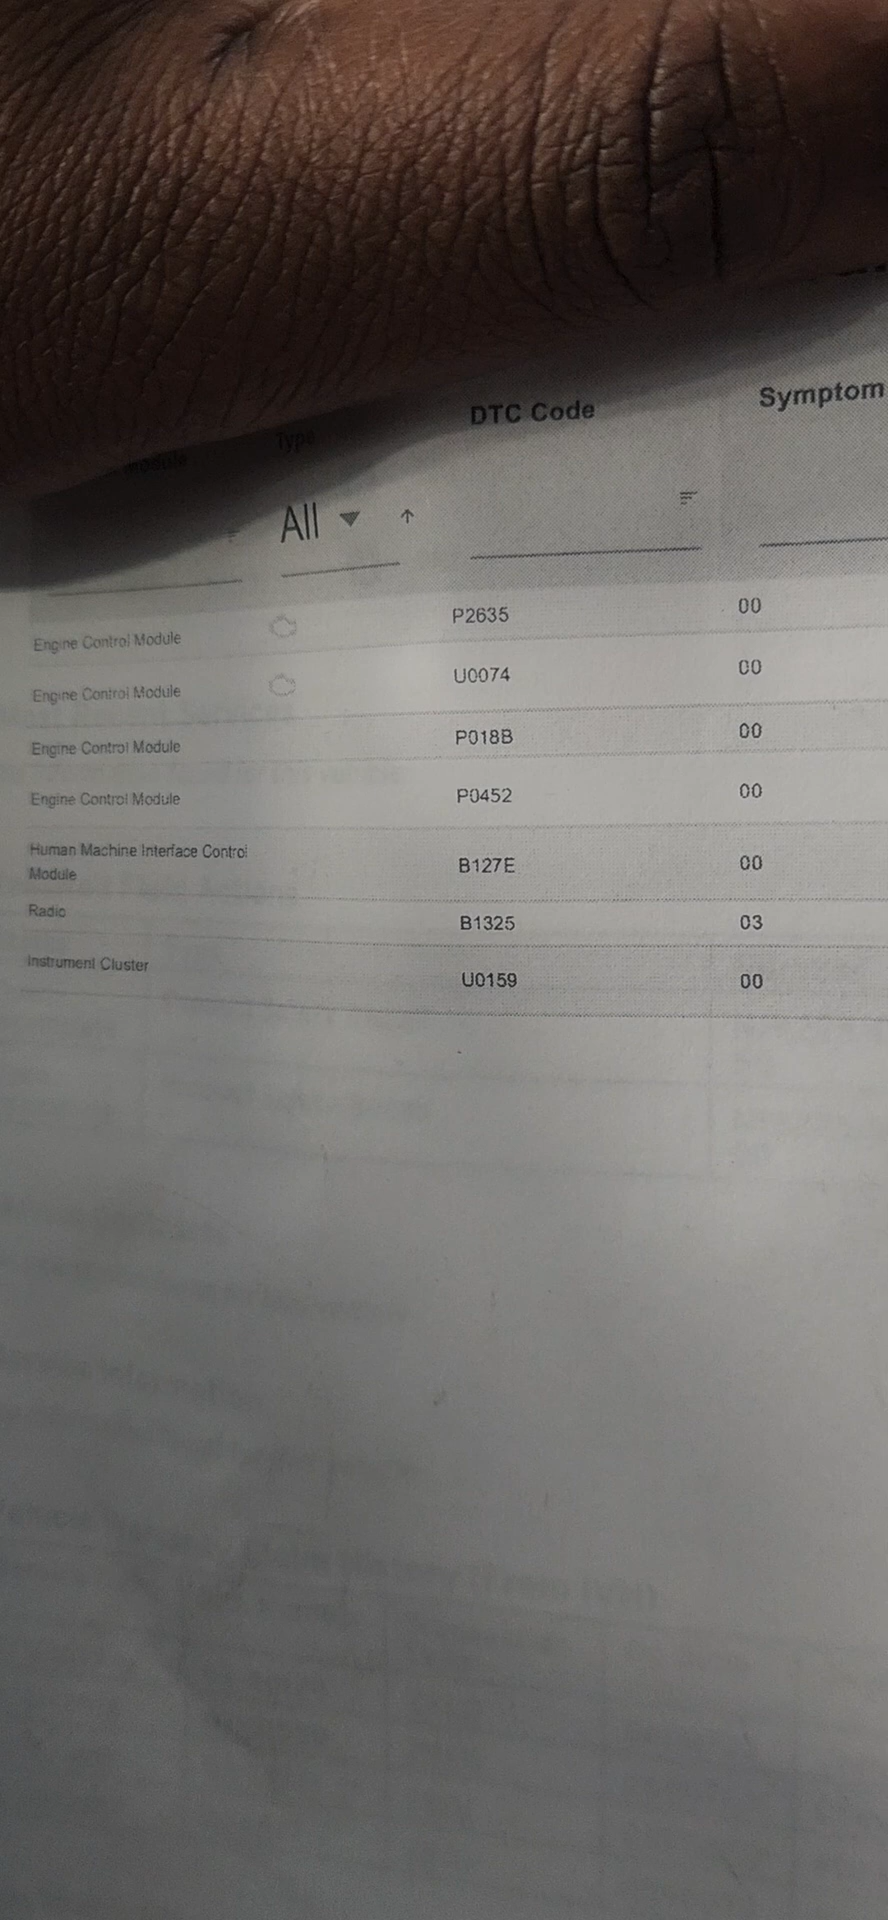 Module
Type
DTC Code
Symptom
All
Engine Control Module P2635 00
Engine Control Module U0074 00
Engine Control Module P018B 00
Engine Control Module P0452 00
Human Machine Interface Control
Module B127E 00
Radio B1325 03
Instrument Cluster U0159 00